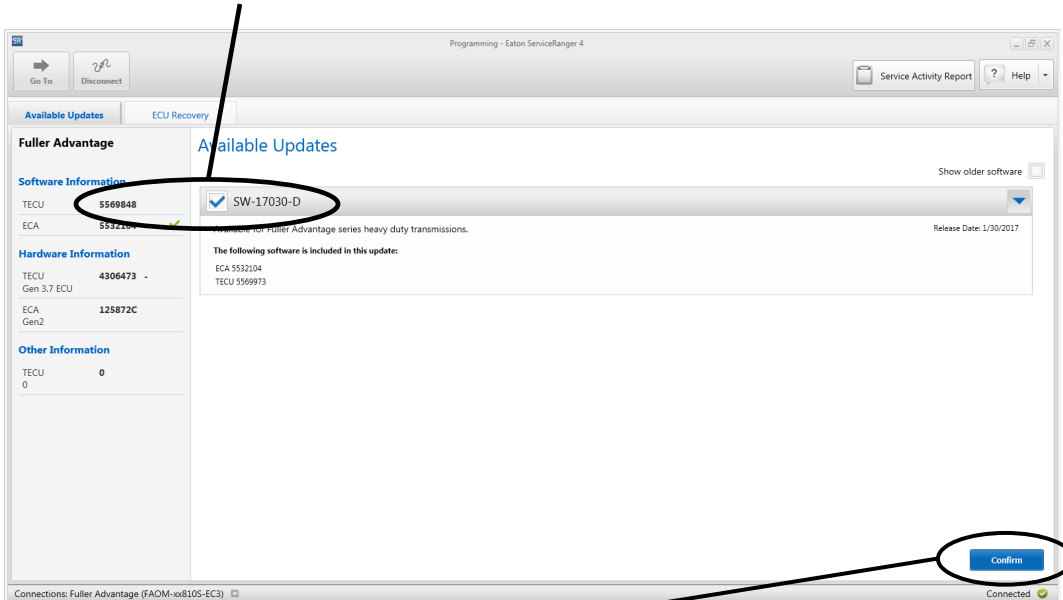 SR
Programming - Eaton ServiceRanger 4
Go To
Disconnect
Service Activity Report
? Help
Available Updates
ECU Recovery
Fuller Advantage
Software Information
TECU 5569848
ECA 5532104
Hardware Information
TECU 4306473 -
Gen 3.7 ECU
ECA 125872C
Gen2
Other Information
TECU 0
0
Available Updates
Show older software
SW-17030-D
Available for Fuller Advantage series heavy duty transmissions.
Release Date: 1/30/2017
The following software is included in this update:
ECA 5532104
TECU 5569973
Confirm
Connections: Fuller Advantage (FAOM-xx810S-EC3)
Connected